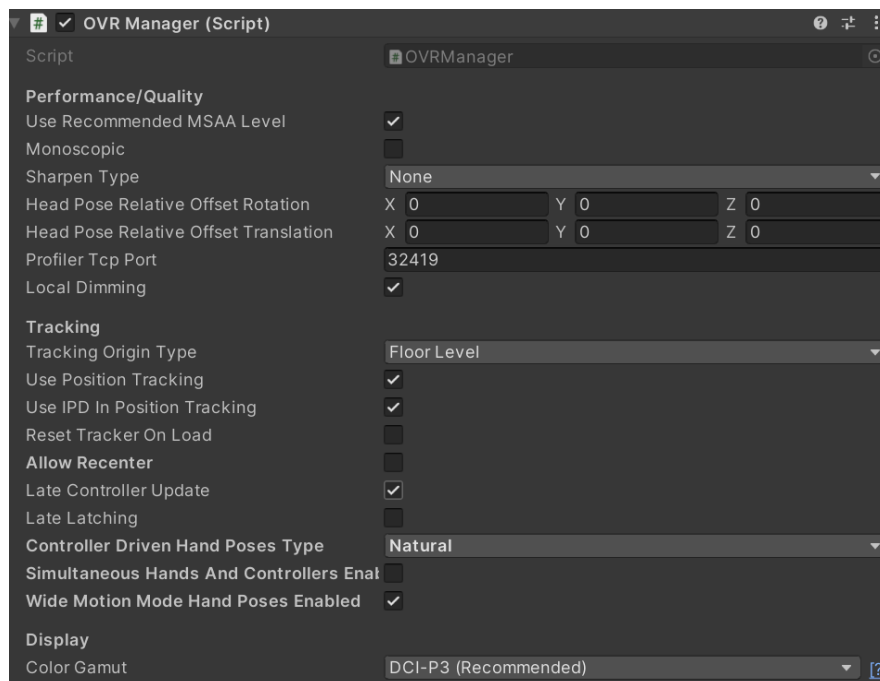 # OVR Manager (Script)
Script # OVRManager
Performance/Quality
Use Recommended MSAA Level
Monoscopic
Sharpen Type None
Head Pose Relative Offset Rotation X 0 Y 0 Z 0
Head Pose Relative Offset Translation X 0 Y 0 Z 0
Profiler Tcp Port 32419
Local Dimming
Tracking
Tracking Origin Type Floor Level
Use Position Tracking
Use IPD In Position Tracking
Reset Tracker On Load
Allow Recenter
Late Controller Update
Late Latching
Controller Driven Hand Poses Type Natural
Simultaneous Hands And Controllers Enab
Wide Motion Mode Hand Poses Enabled
Display
Color Gamut DCI-P3 (Recommended) [?